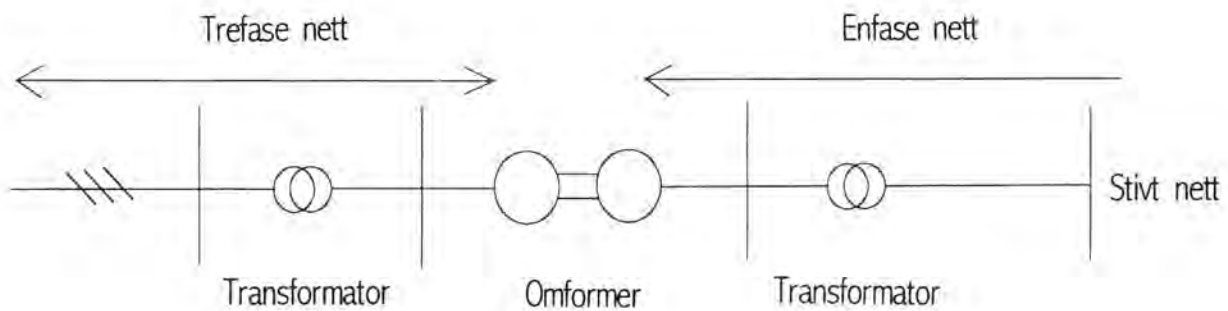 Trefase nett
Enfase nett
Stivt nett
Transformator
Omformer
Transformator